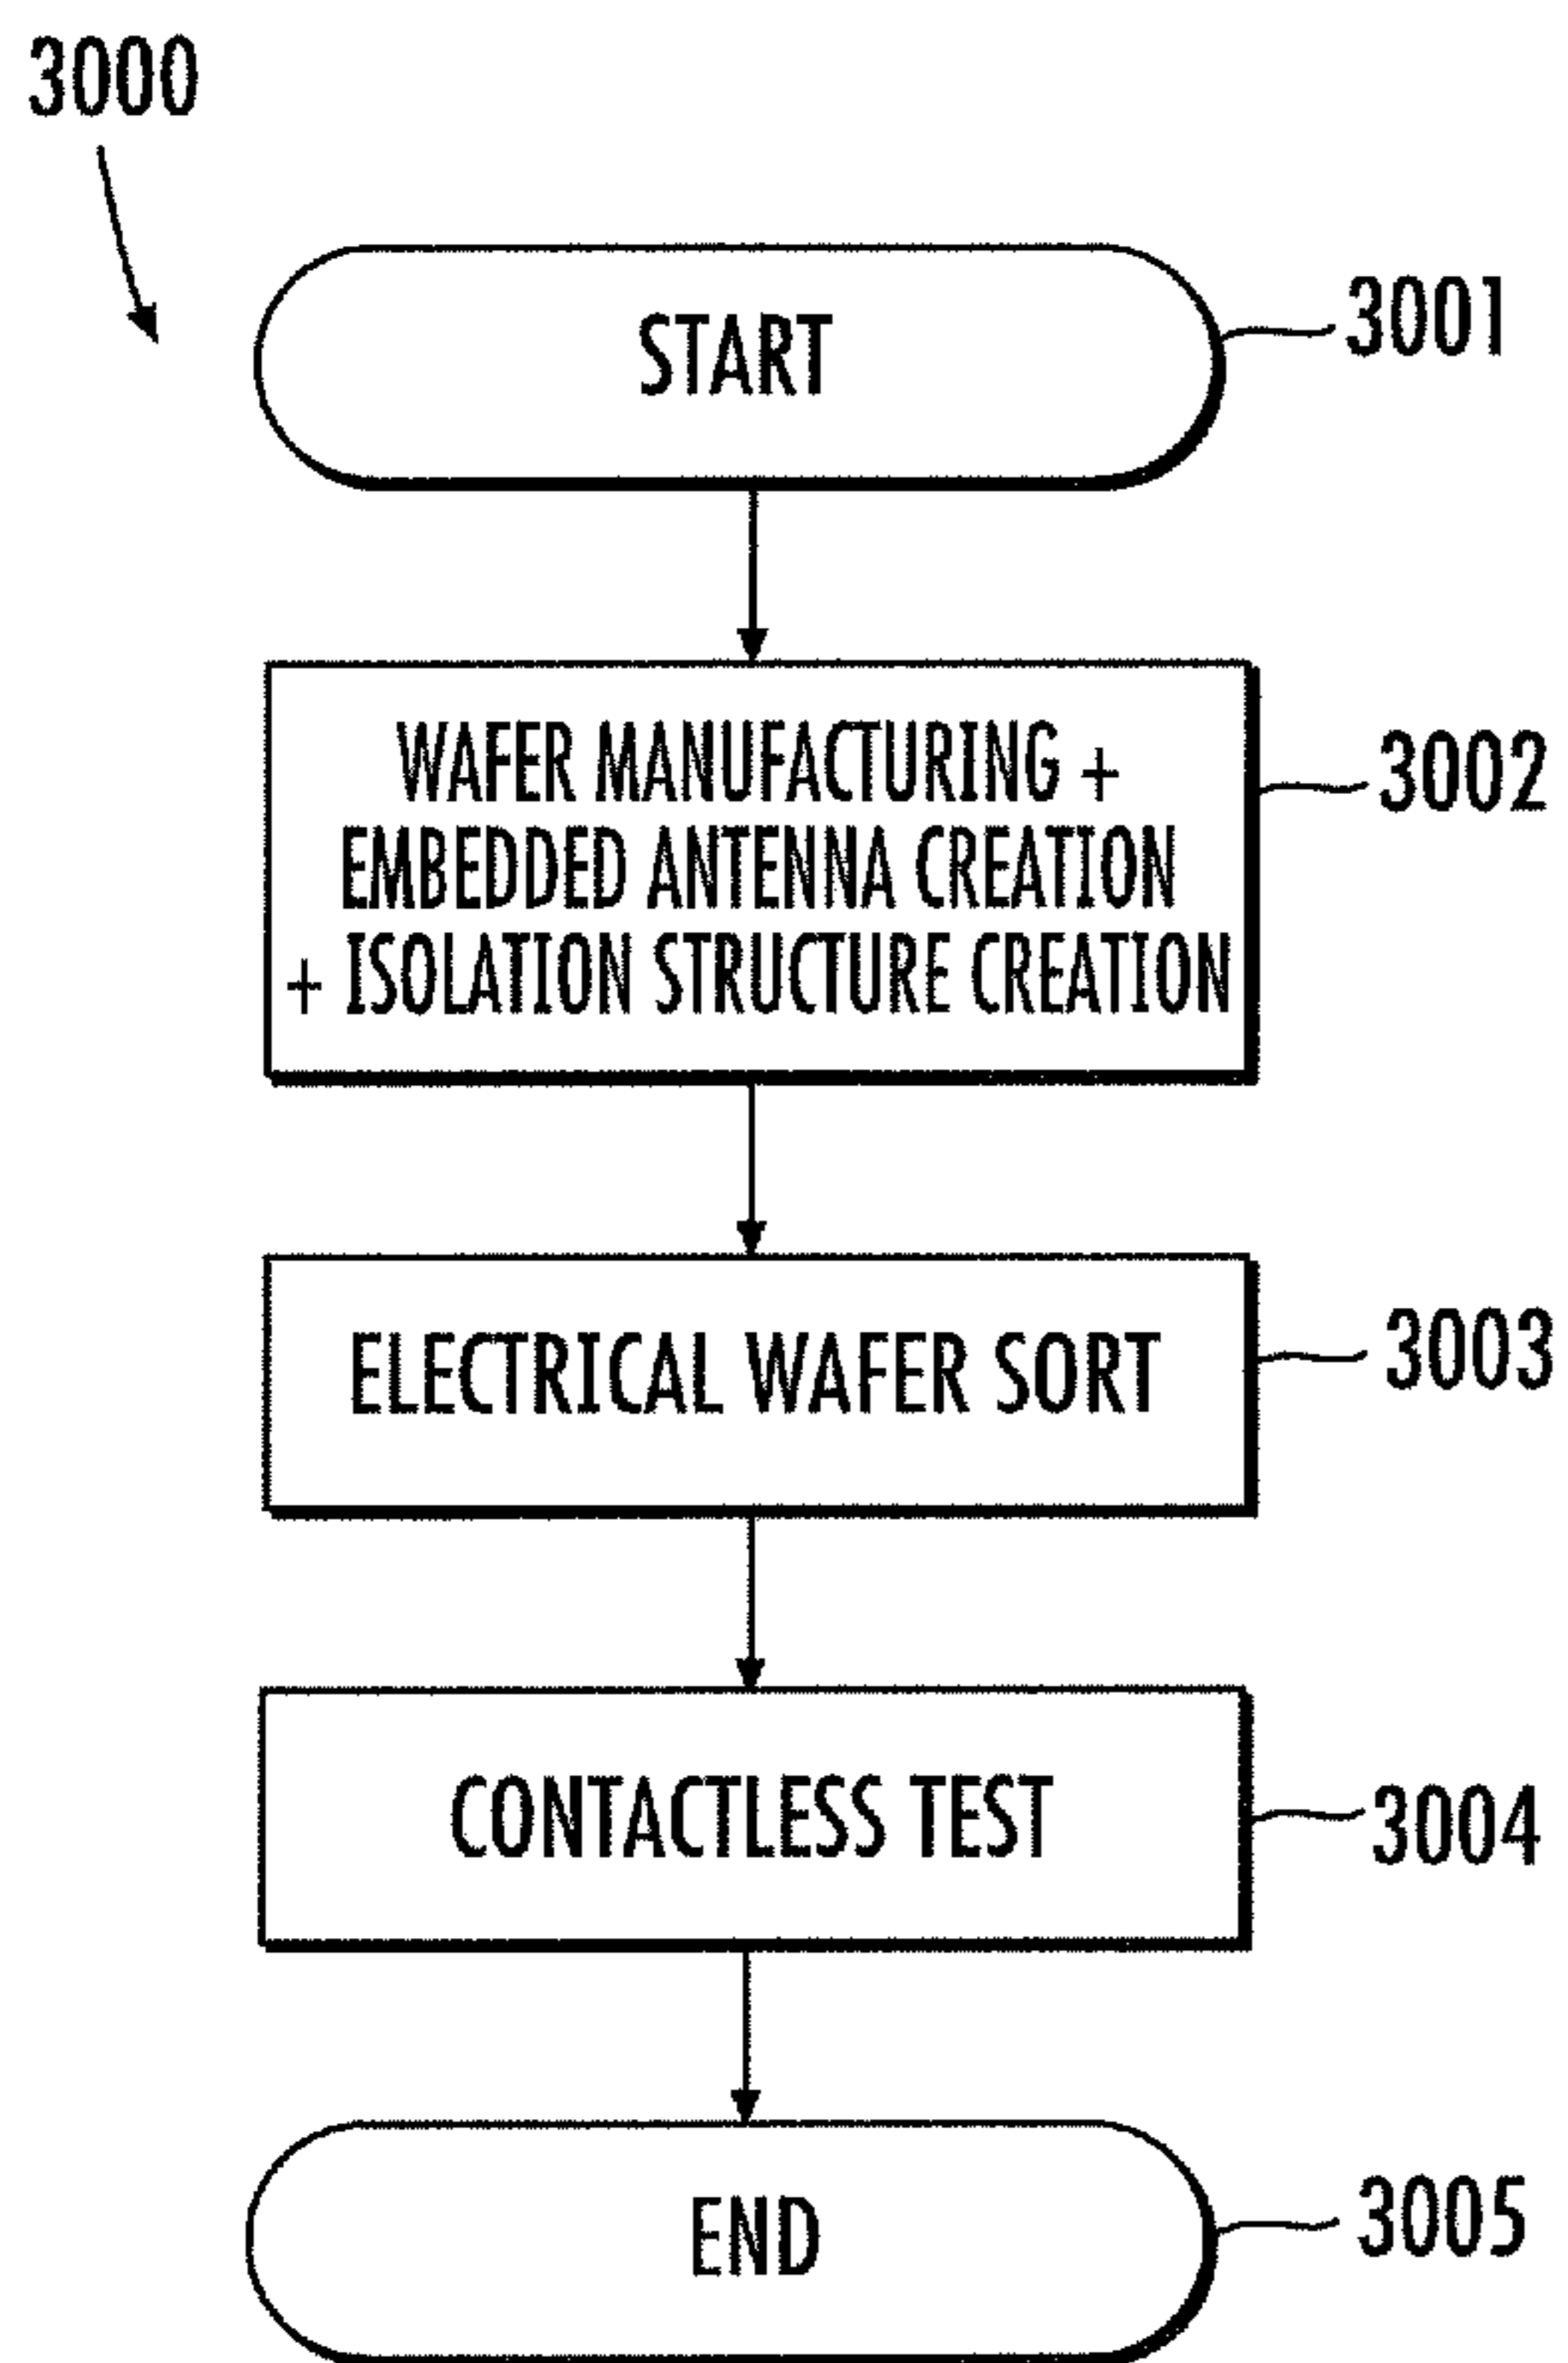 3000
START
3001
WAFER MANUFACTURING +
EMBEDDED ANTENNA CREATION
+ ISOLATION STRUCTURE CREATION
3002
ELECTRICAL WAFER SORT
3003
CONTACTLESS TEST
3004
END
3005